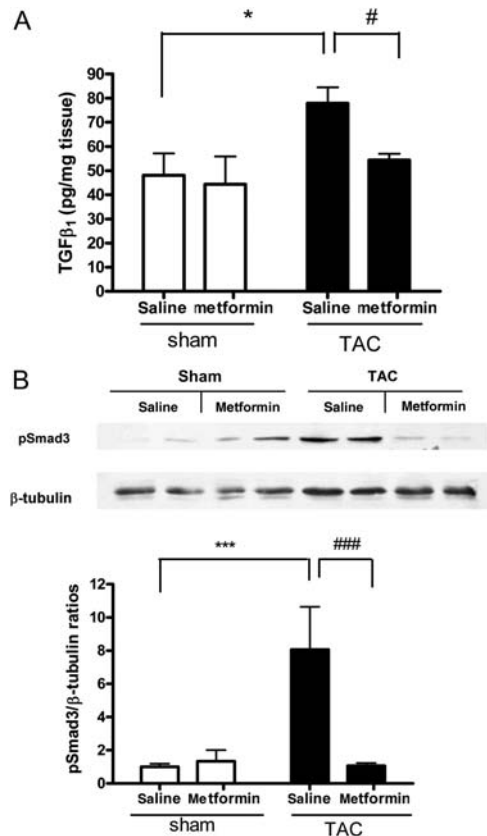 A
* #
90
80
70
60
50
40
30
20
10
0
TGFβ₁ (pg/mg tissue)
Saline metformin Saline metformin
sham TAC
B
Sham TAC
Saline Metformin Saline Metformin
pSmad3
β-tubulin
*** ###
12
10
8
6
4
2
0
pSmad3/β-tubulin ratios
Saline Metformin Saline Metformin
sham TAC